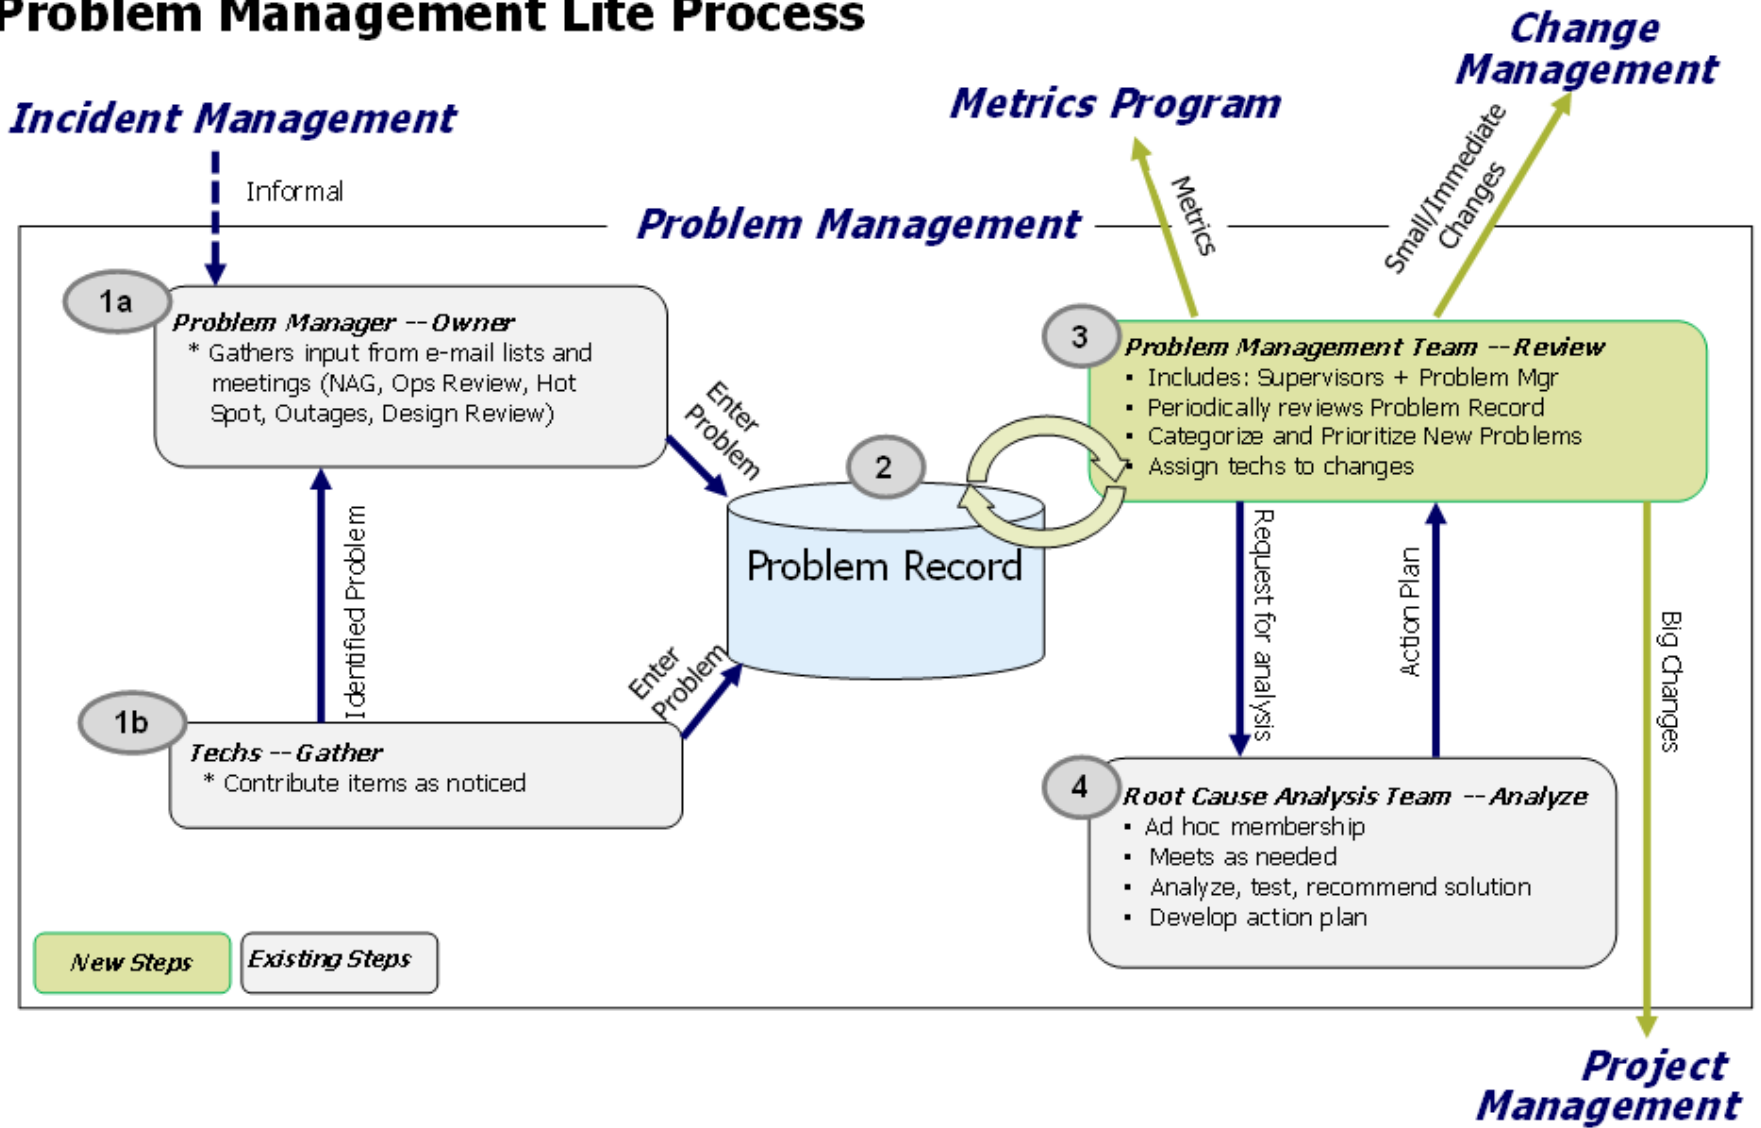 Problem Management Lite Process
Incident Management
Informal
Metrics Program
Change
Management
Metrics
Small/Immediate
Changes
Problem Management
1a
Problem Manager -- Owner
* Gathers input from e-mail lists and
meetings (NAG, Ops Review, Hot
Spot, Outages, Design Review)
Enter
Problem
Identified Problem
1b
Techs -- Gather
* Contribute items as noticed
Enter
Problem
2
Problem Record
3
Problem Management Team -- Review
▪ Includes: Supervisors + Problem Mgr
▪ Periodically reviews Problem Record
▪ Categorize and Prioritize New Problems
▪ Assign techs to changes
Request for analysis
Action Plan
Big Changes
4
Root Cause Analysis Team -- Analyze
▪ Ad hoc membership
▪ Meets as needed
▪ Analyze, test, recommend solution
▪ Develop action plan
New Steps
Existing Steps
Project
Management